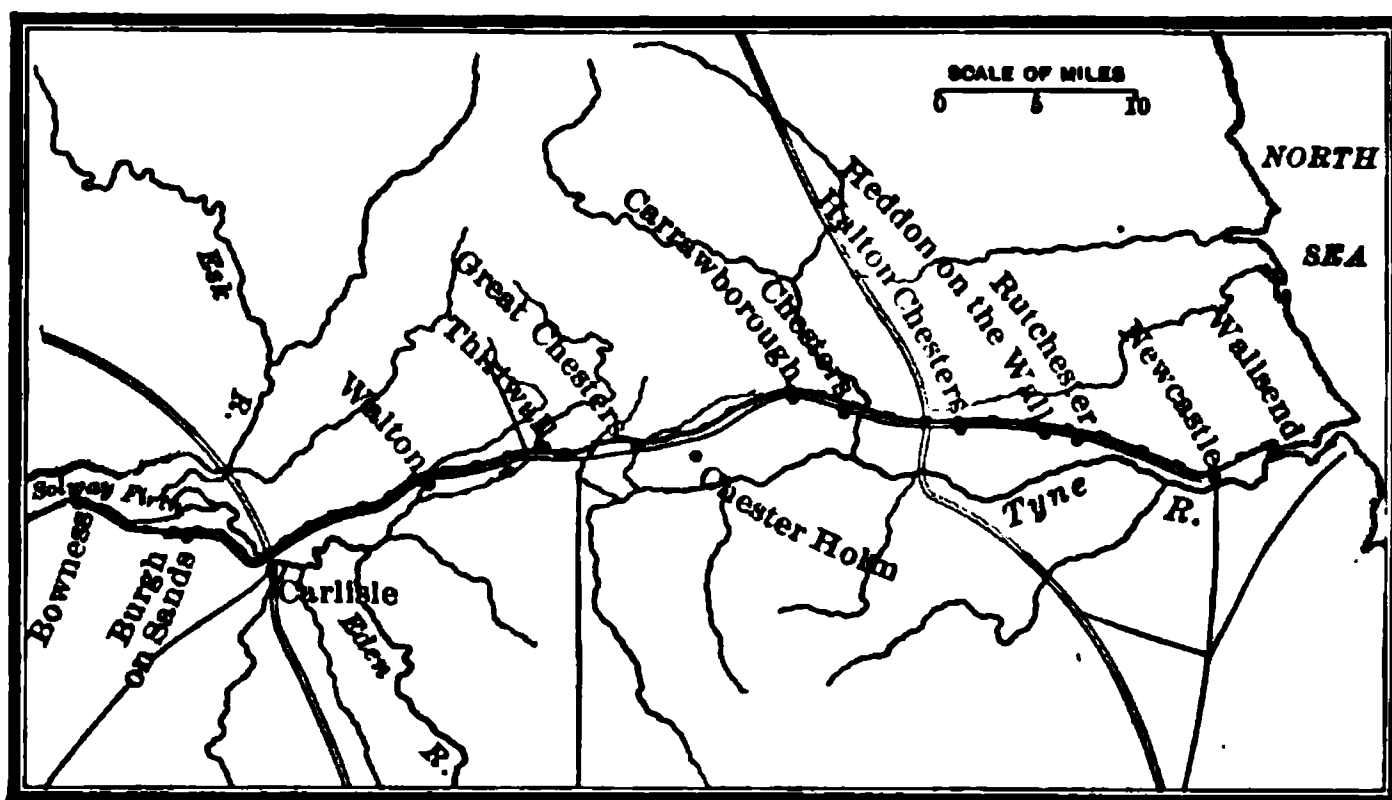 SCALE OF MILES
0 5 10
NORTH
SEA
Esk
R.
Solway Firth
Bowness
Burgh
on Sands
Carlisle
Eden
R.
Walton
Thirlwall
Great Chesters
Carrawborough
Chesters
Chester Holm
Halton Chesters
Heddon on the Wall
Rutchester
Newcastle
Wallsend
Tyne
R.